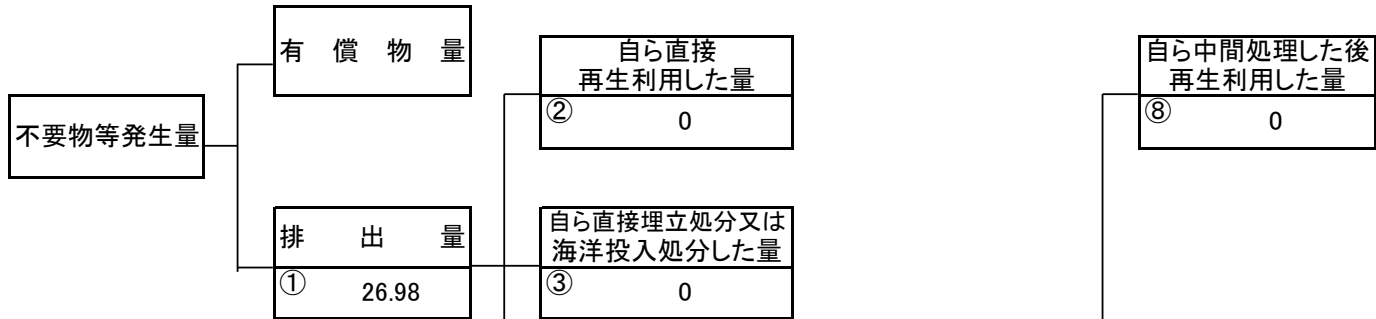 有償物量
自ら直接
再生利用した量
② 0
自ら中間処理した後
再生利用した量
⑧ 0
不要物等発生量
排出量
① 26.98
自ら直接埋立処分又は
海洋投入処分した量
③ 0